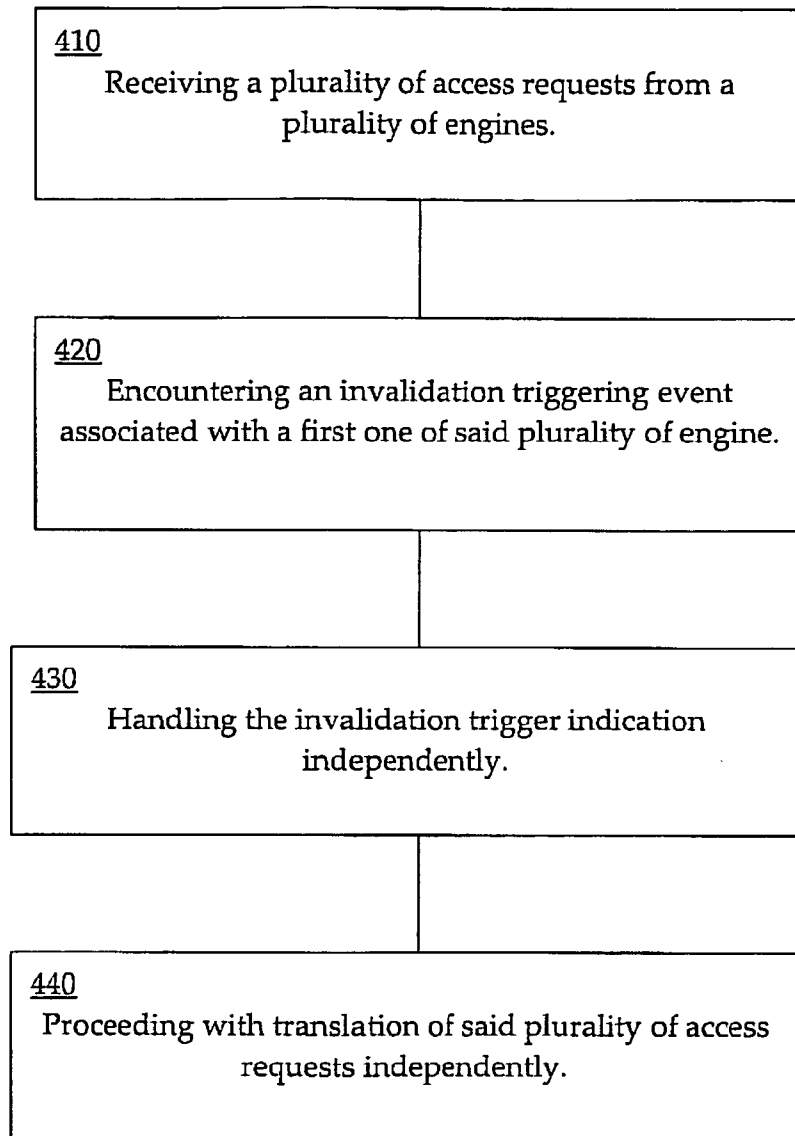 410
Receiving a plurality of access requests from a
plurality of engines.
420
Encountering an invalidation triggering event
associated with a first one of said plurality of engine.
430
Handling the invalidation trigger indication
independently.
440
Proceeding with translation of said plurality of access
requests independently.